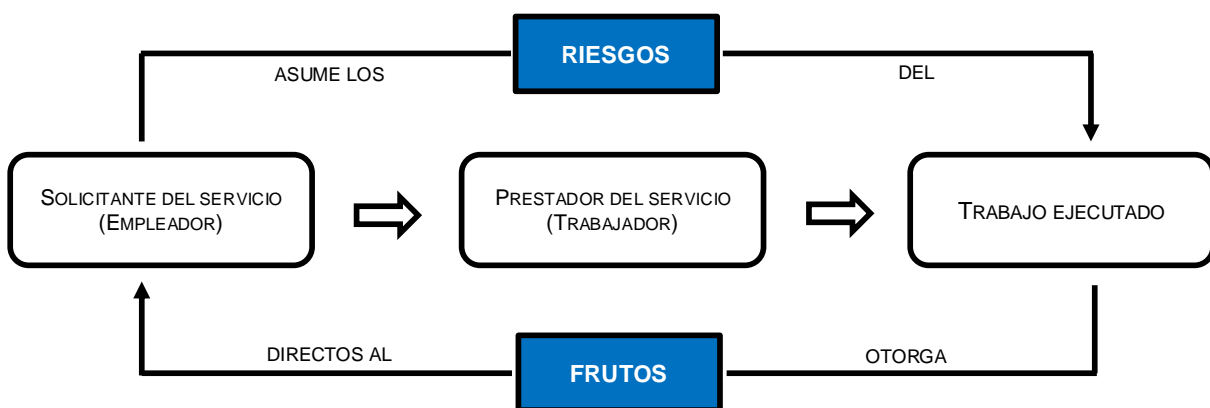 RIESGOS
ASUME LOS
DEL
SOLICITANTE DEL SERVICIO
(EMPLEADOR)
PRESTADOR DEL SERVICIO
(TRABAJADOR)
TRABAJO EJECUTADO
DIRECTOS AL
FRUTOS
OTORGA